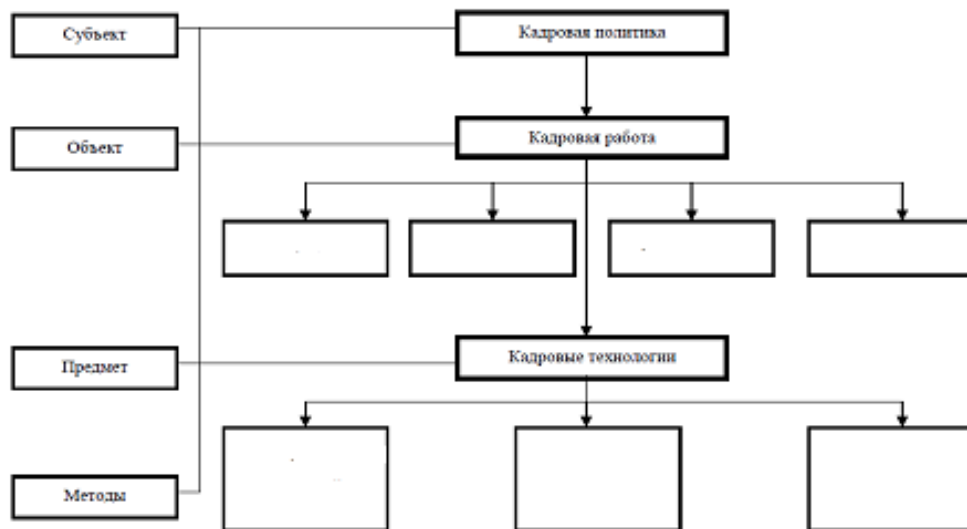 Субъект
Кадровая политика
Объект
Кадровая работа
Предмет
Кадровые технологии
Методы